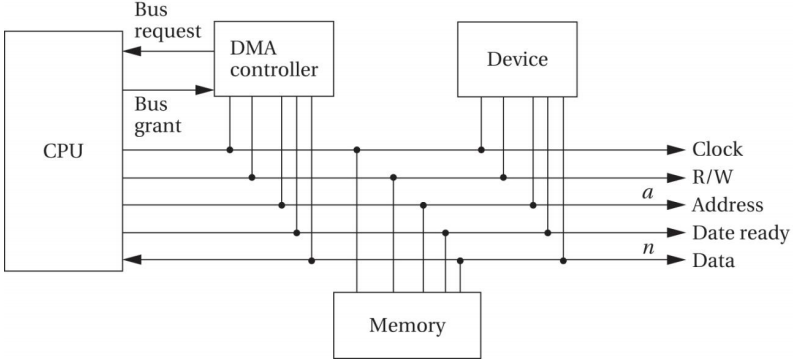 Bus
request
DMA
controller
Device
Bus
grant
CPU
Clock
R/W
a
Address
Date ready
n
Data
Memory